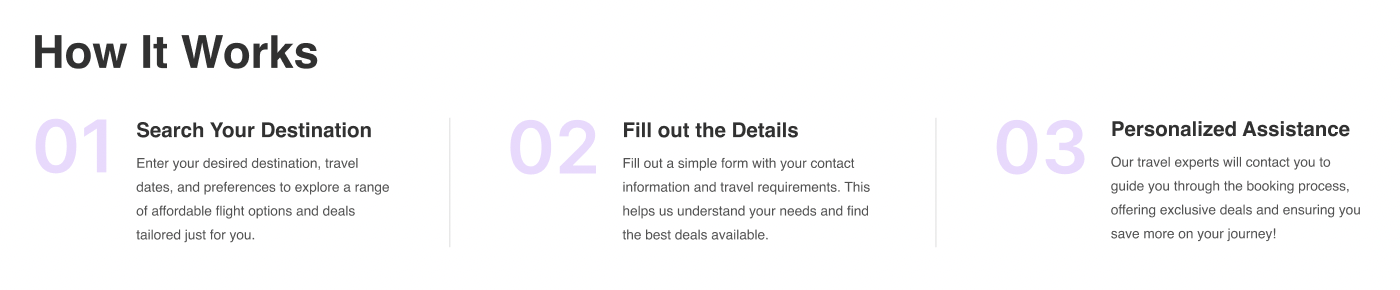 How It Works
01
Search Your Destination
Enter your desired destination, travel
dates, and preferences to explore a range
of affordable flight options and deals
tailored just for you.
02
Fill out the Details
Fill out a simple form with your contact
information and travel requirements. This
helps us understand your needs and find
the best deals available.
03
Personalized Assistance
Our travel experts will contact you to
guide you through the booking process,
offering exclusive deals and ensuring you
save more on your journey!